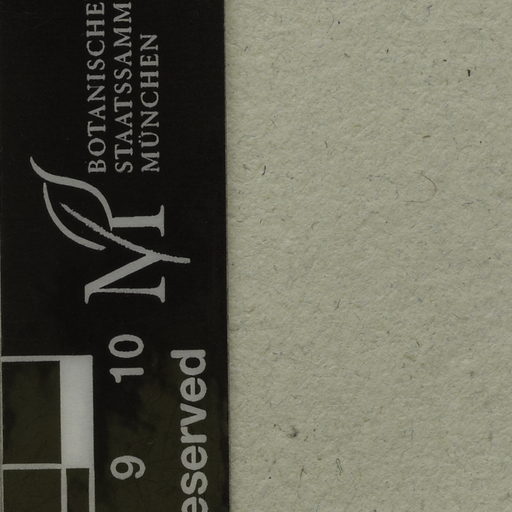 BOTANISCHE
STAATSSAMM
MÜNCHEN
9 10
eserved